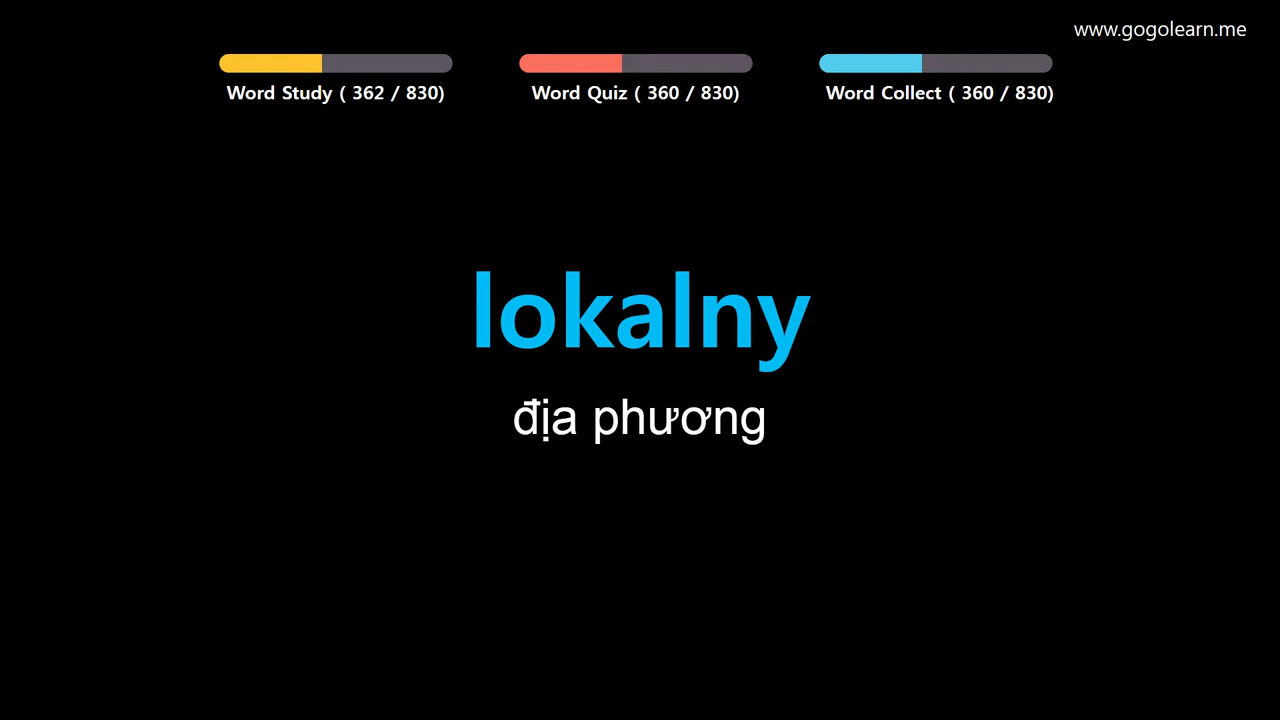 www.gogolearn.me
Word Study ( 362 / 830)
Word Quiz ( 360 / 830)
Word Collect ( 360 / 830)
lokalny
địa phương